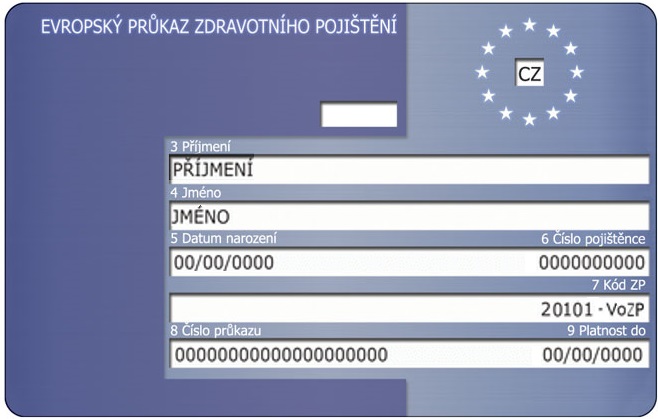 EVROPSKÝ PRŮKAZ ZDRAVOTNÍHO POJIŠTĚNÍ
CZ
3 Příjmení
PŘÍJMENÍ
4 Jméno
JMÉNO
5 Datum narození 6 Číslo pojištěnce
00/00/0000 0000000000
7 Kód ZP
20101 - VoZP
8 Číslo průkazu 9 Platnost do
00000000000000000000 00/00/0000